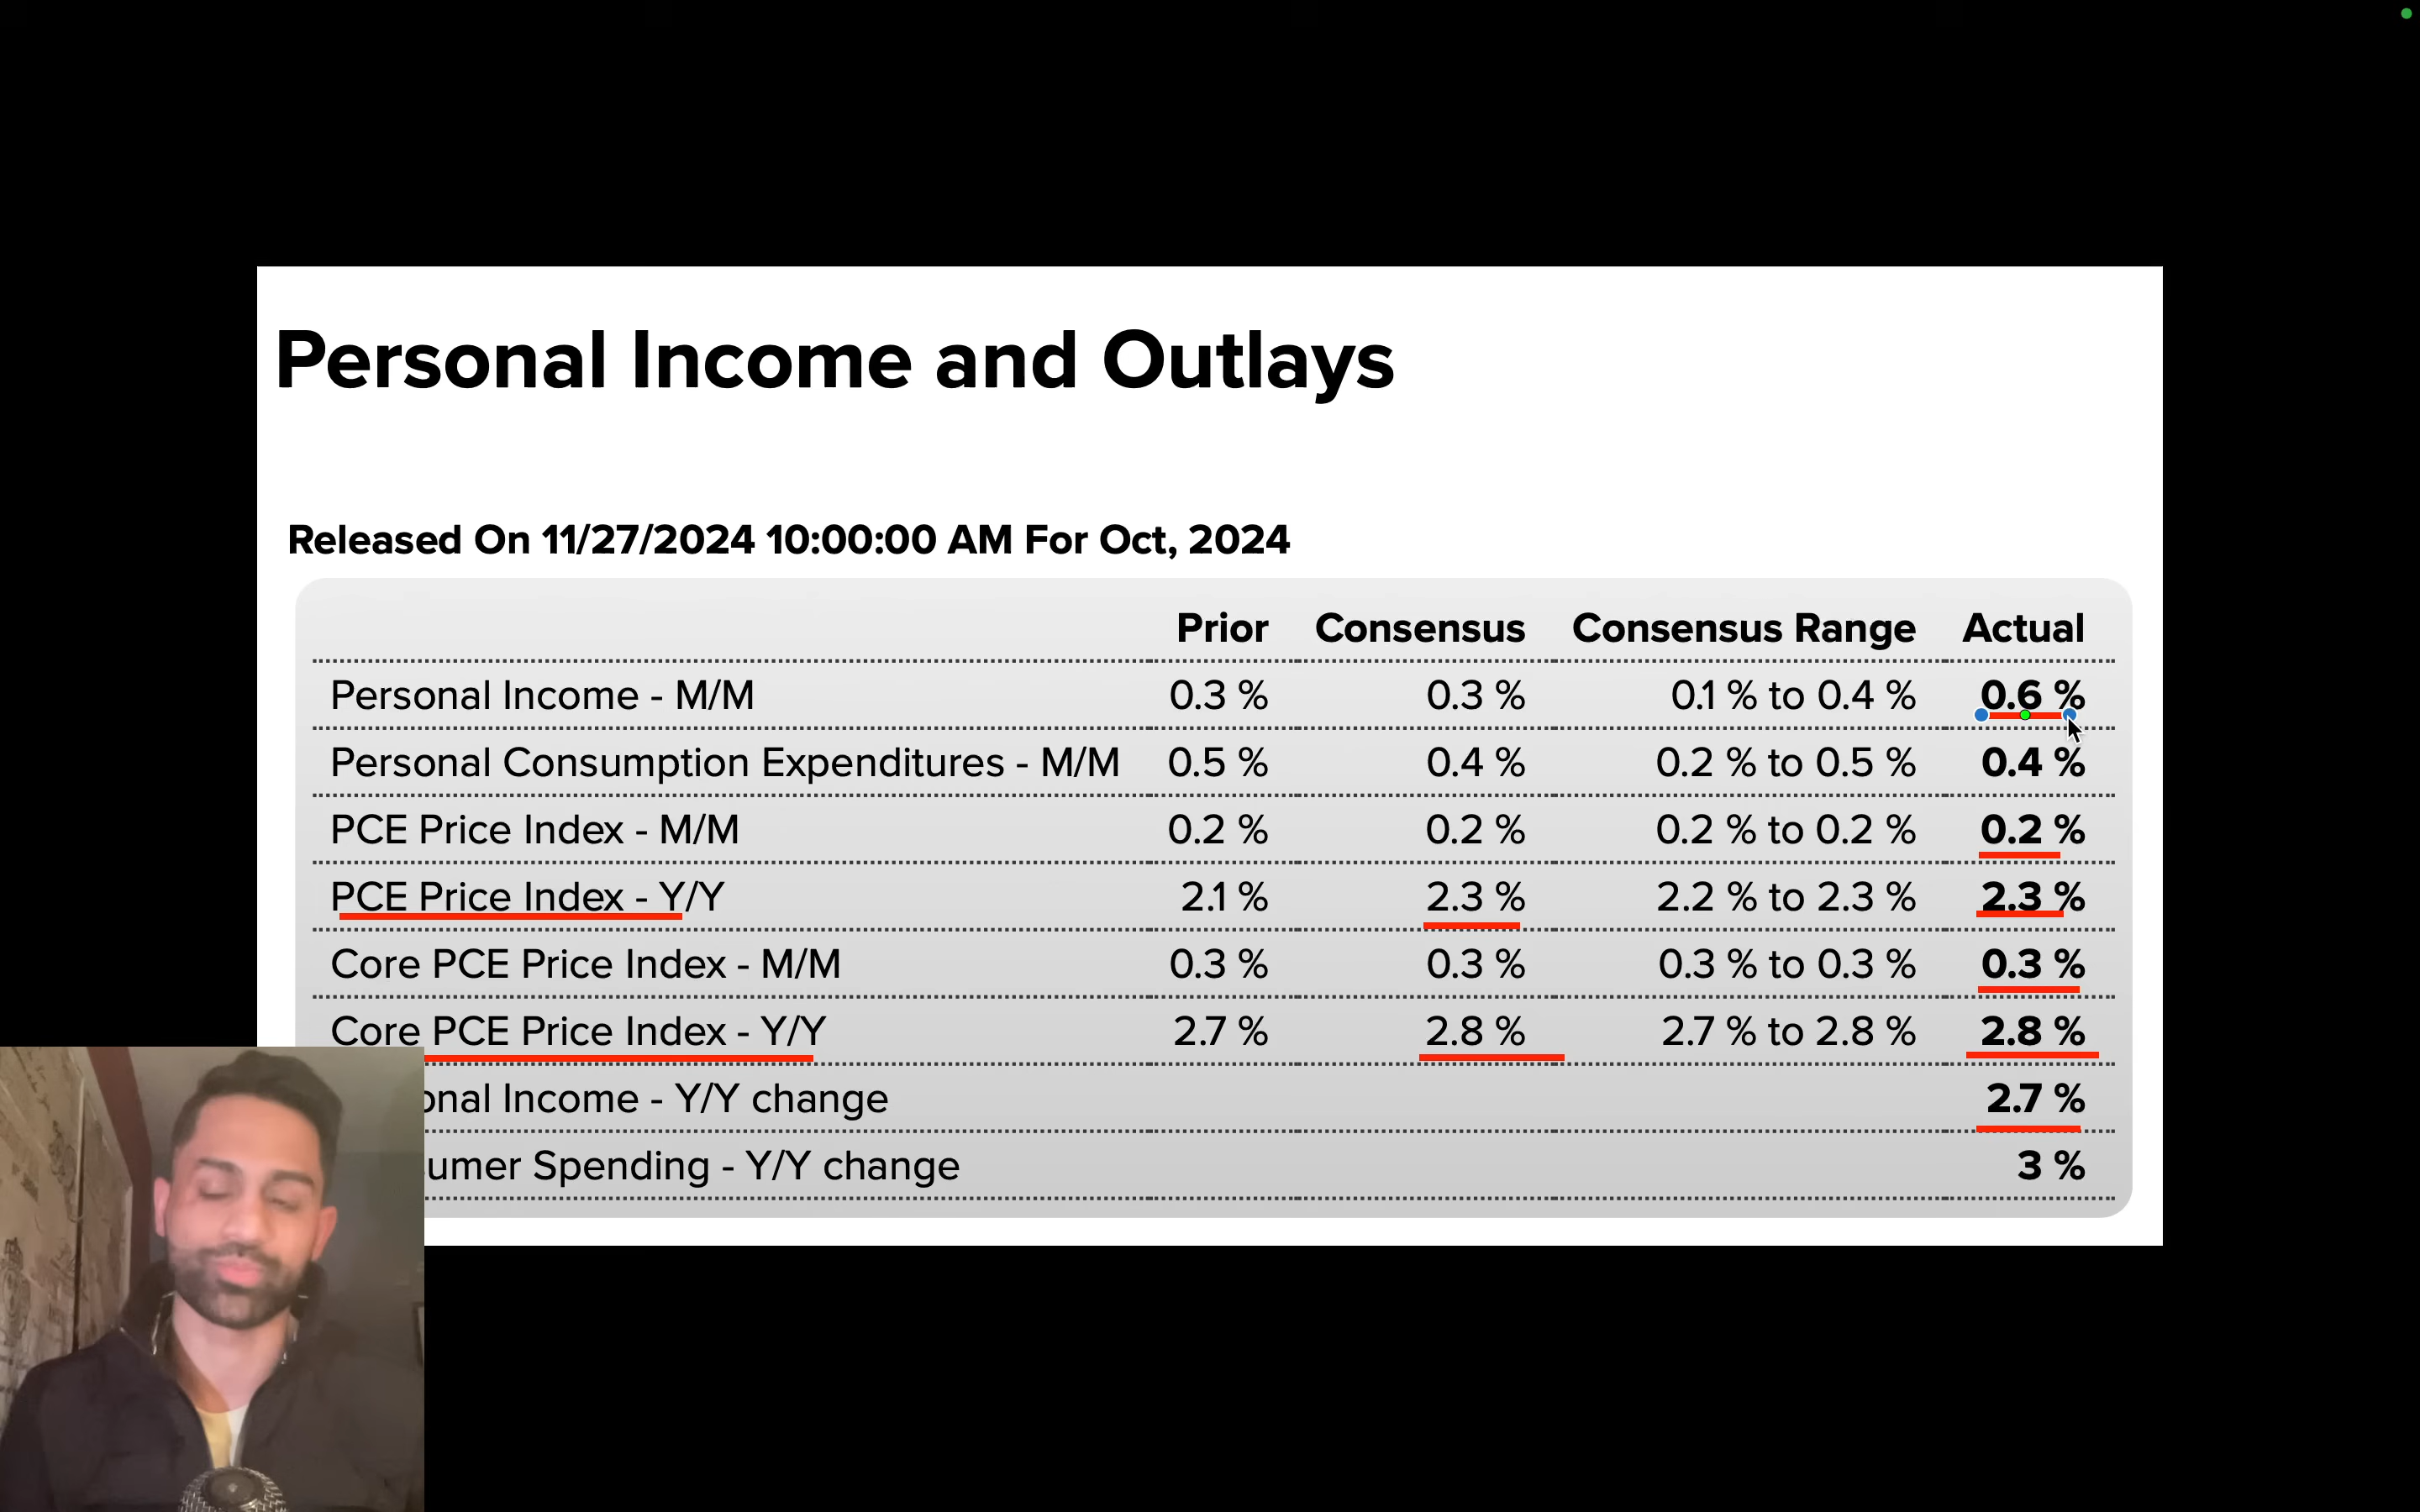 Personal Income and Outlays
Released On 11/27/2024 10:00:00 AM For Oct, 2024
Prior Consensus Consensus Range Actual
Personal Income - M/M 0.3 % 0.3 % 0.1 % to 0.4 % 0.6 %
Personal Consumption Expenditures - M/M 0.5 % 0.4 % 0.2 % to 0.5 % 0.4 %
PCE Price Index - M/M 0.2 % 0.2 % 0.2 % to 0.2 % 0.2 %
PCE Price Index - Y/Y 2.1 % 2.3 % 2.2 % to 2.3 % 2.3 %
Core PCE Price Index - M/M 0.3 % 0.3 % 0.3 % to 0.3 % 0.3 %
Core PCE Price Index - Y/Y 2.7 % 2.8 % 2.7 % to 2.8 % 2.8 %
onal Income - Y/Y change 2.7 %
umer Spending - Y/Y change 3 %